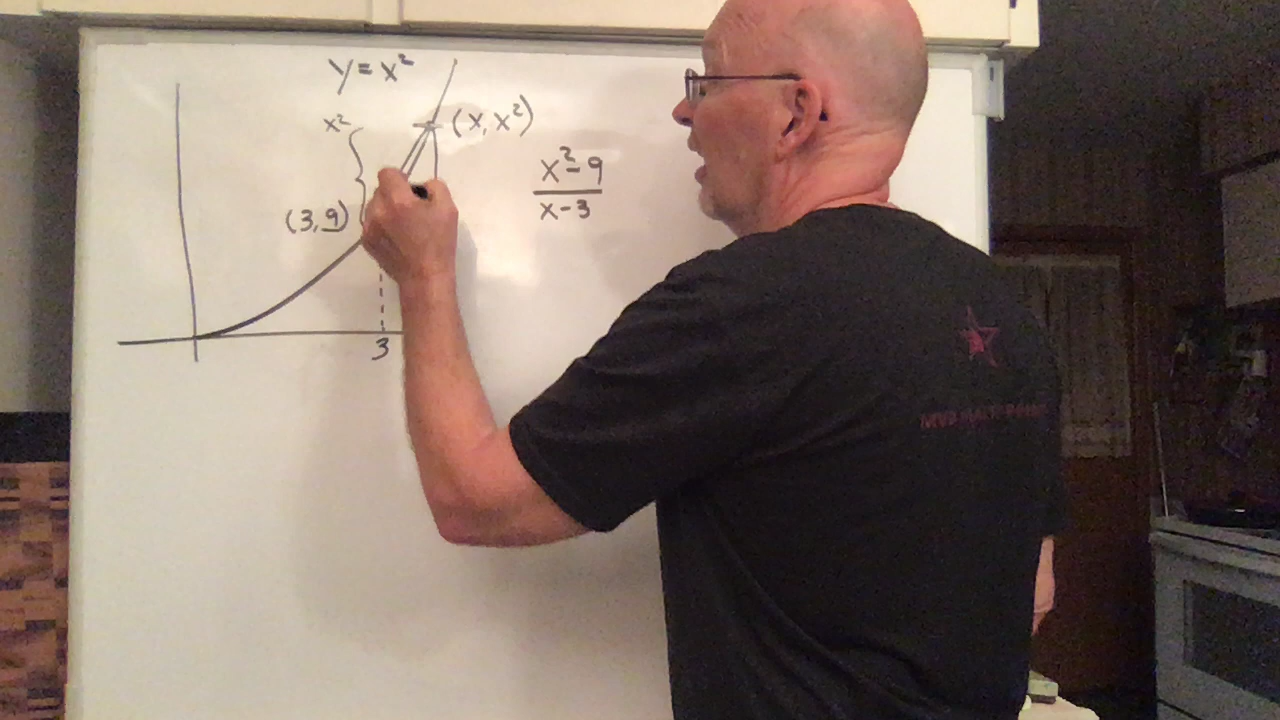 y = x²
x²
(x, x²)
x² - 9
x - 3
(3, 9)
3